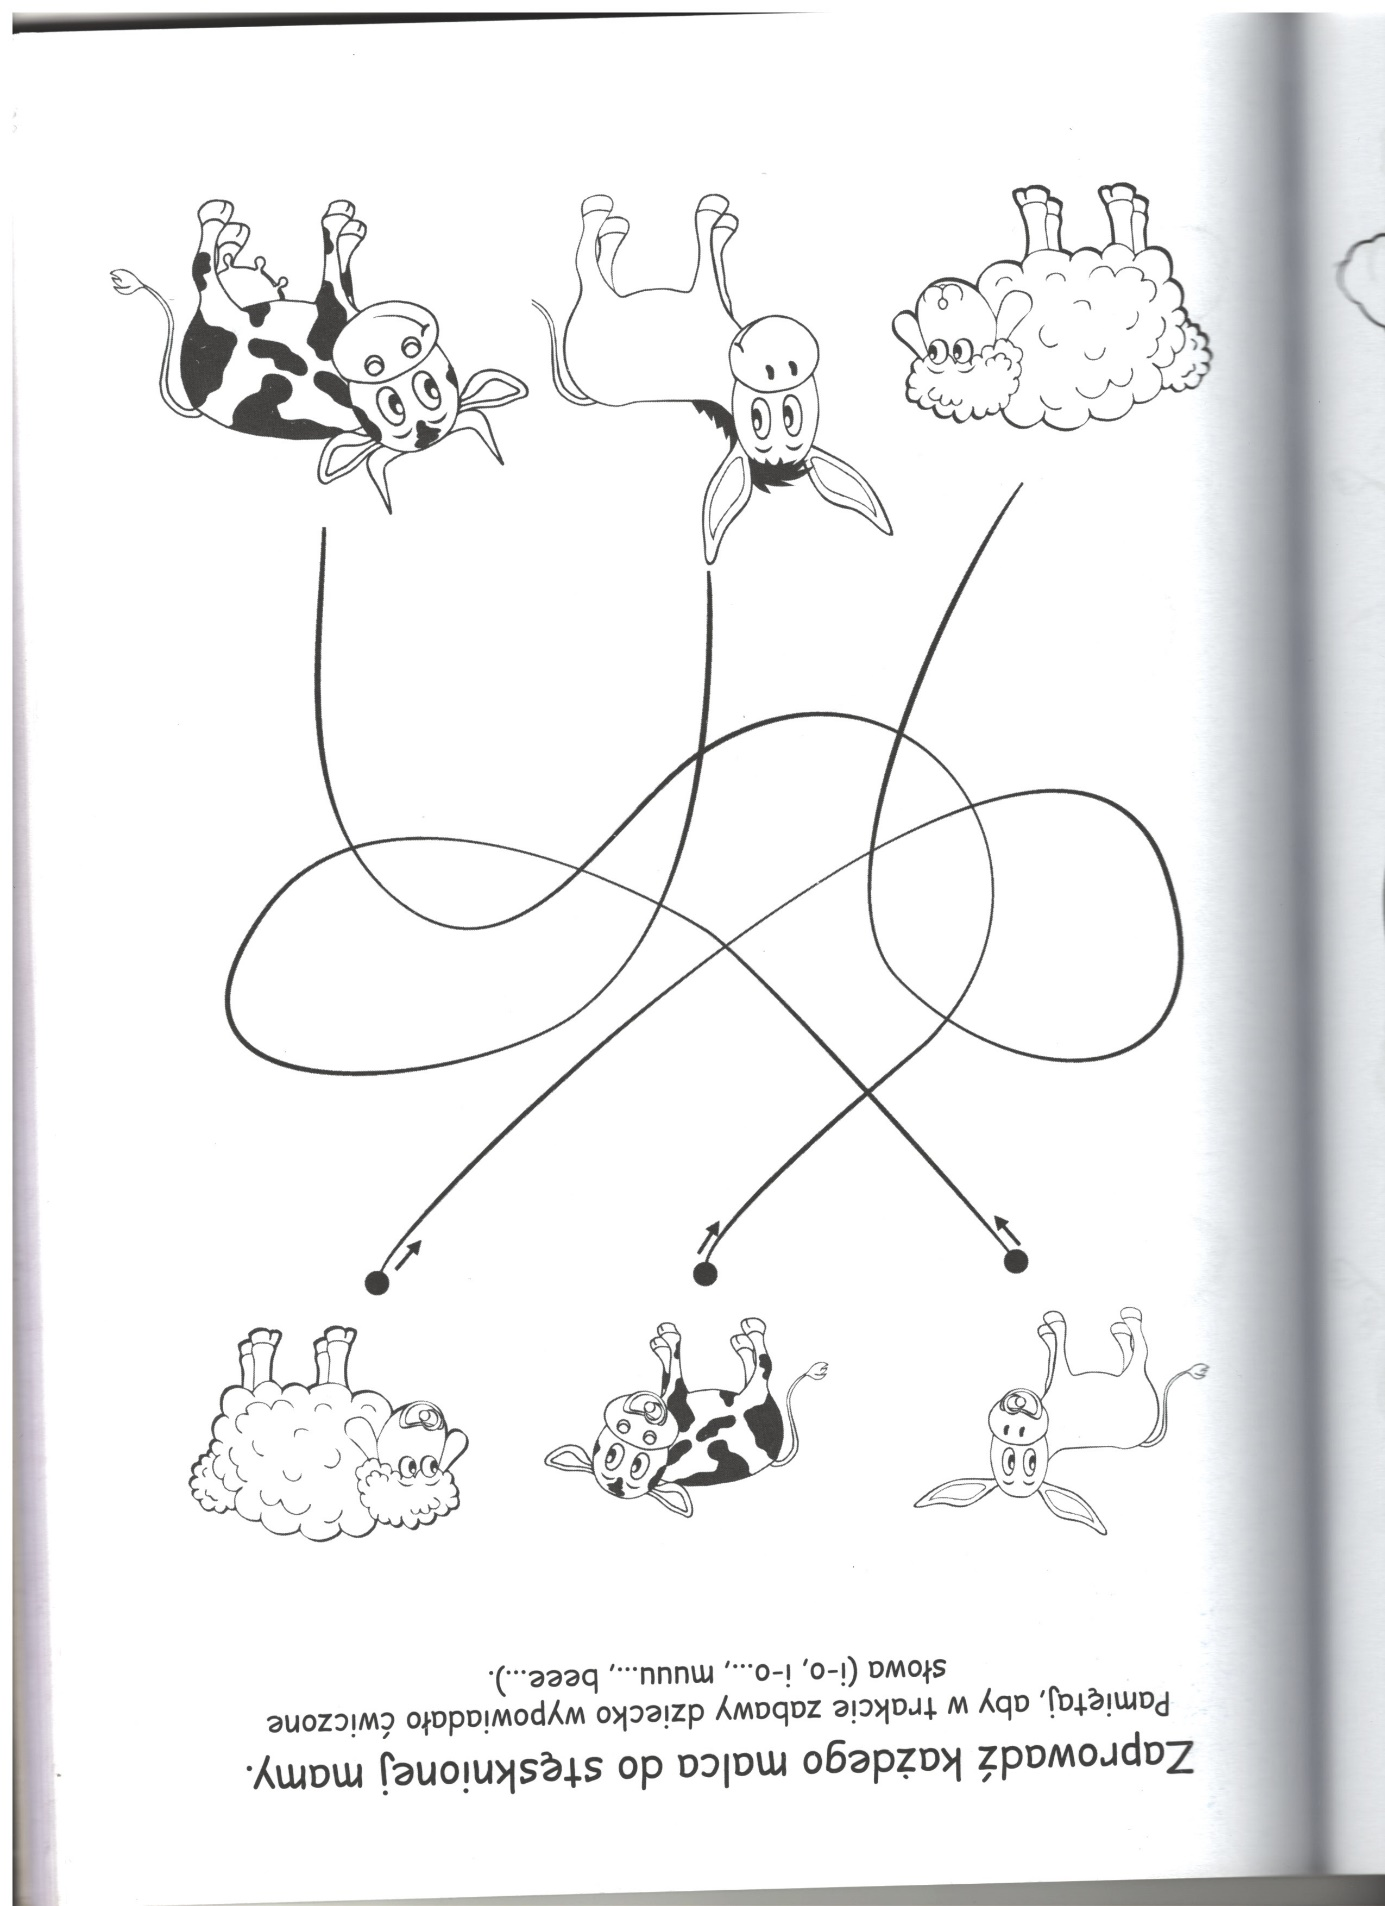 Zaprowadź każdego malca do stęsknionej mamy.
Pamiętaj, aby w trakcie zabawy dziecko wypowiadało ćwiczone
słowa (i-o, i-o..., muuu..., beee...).